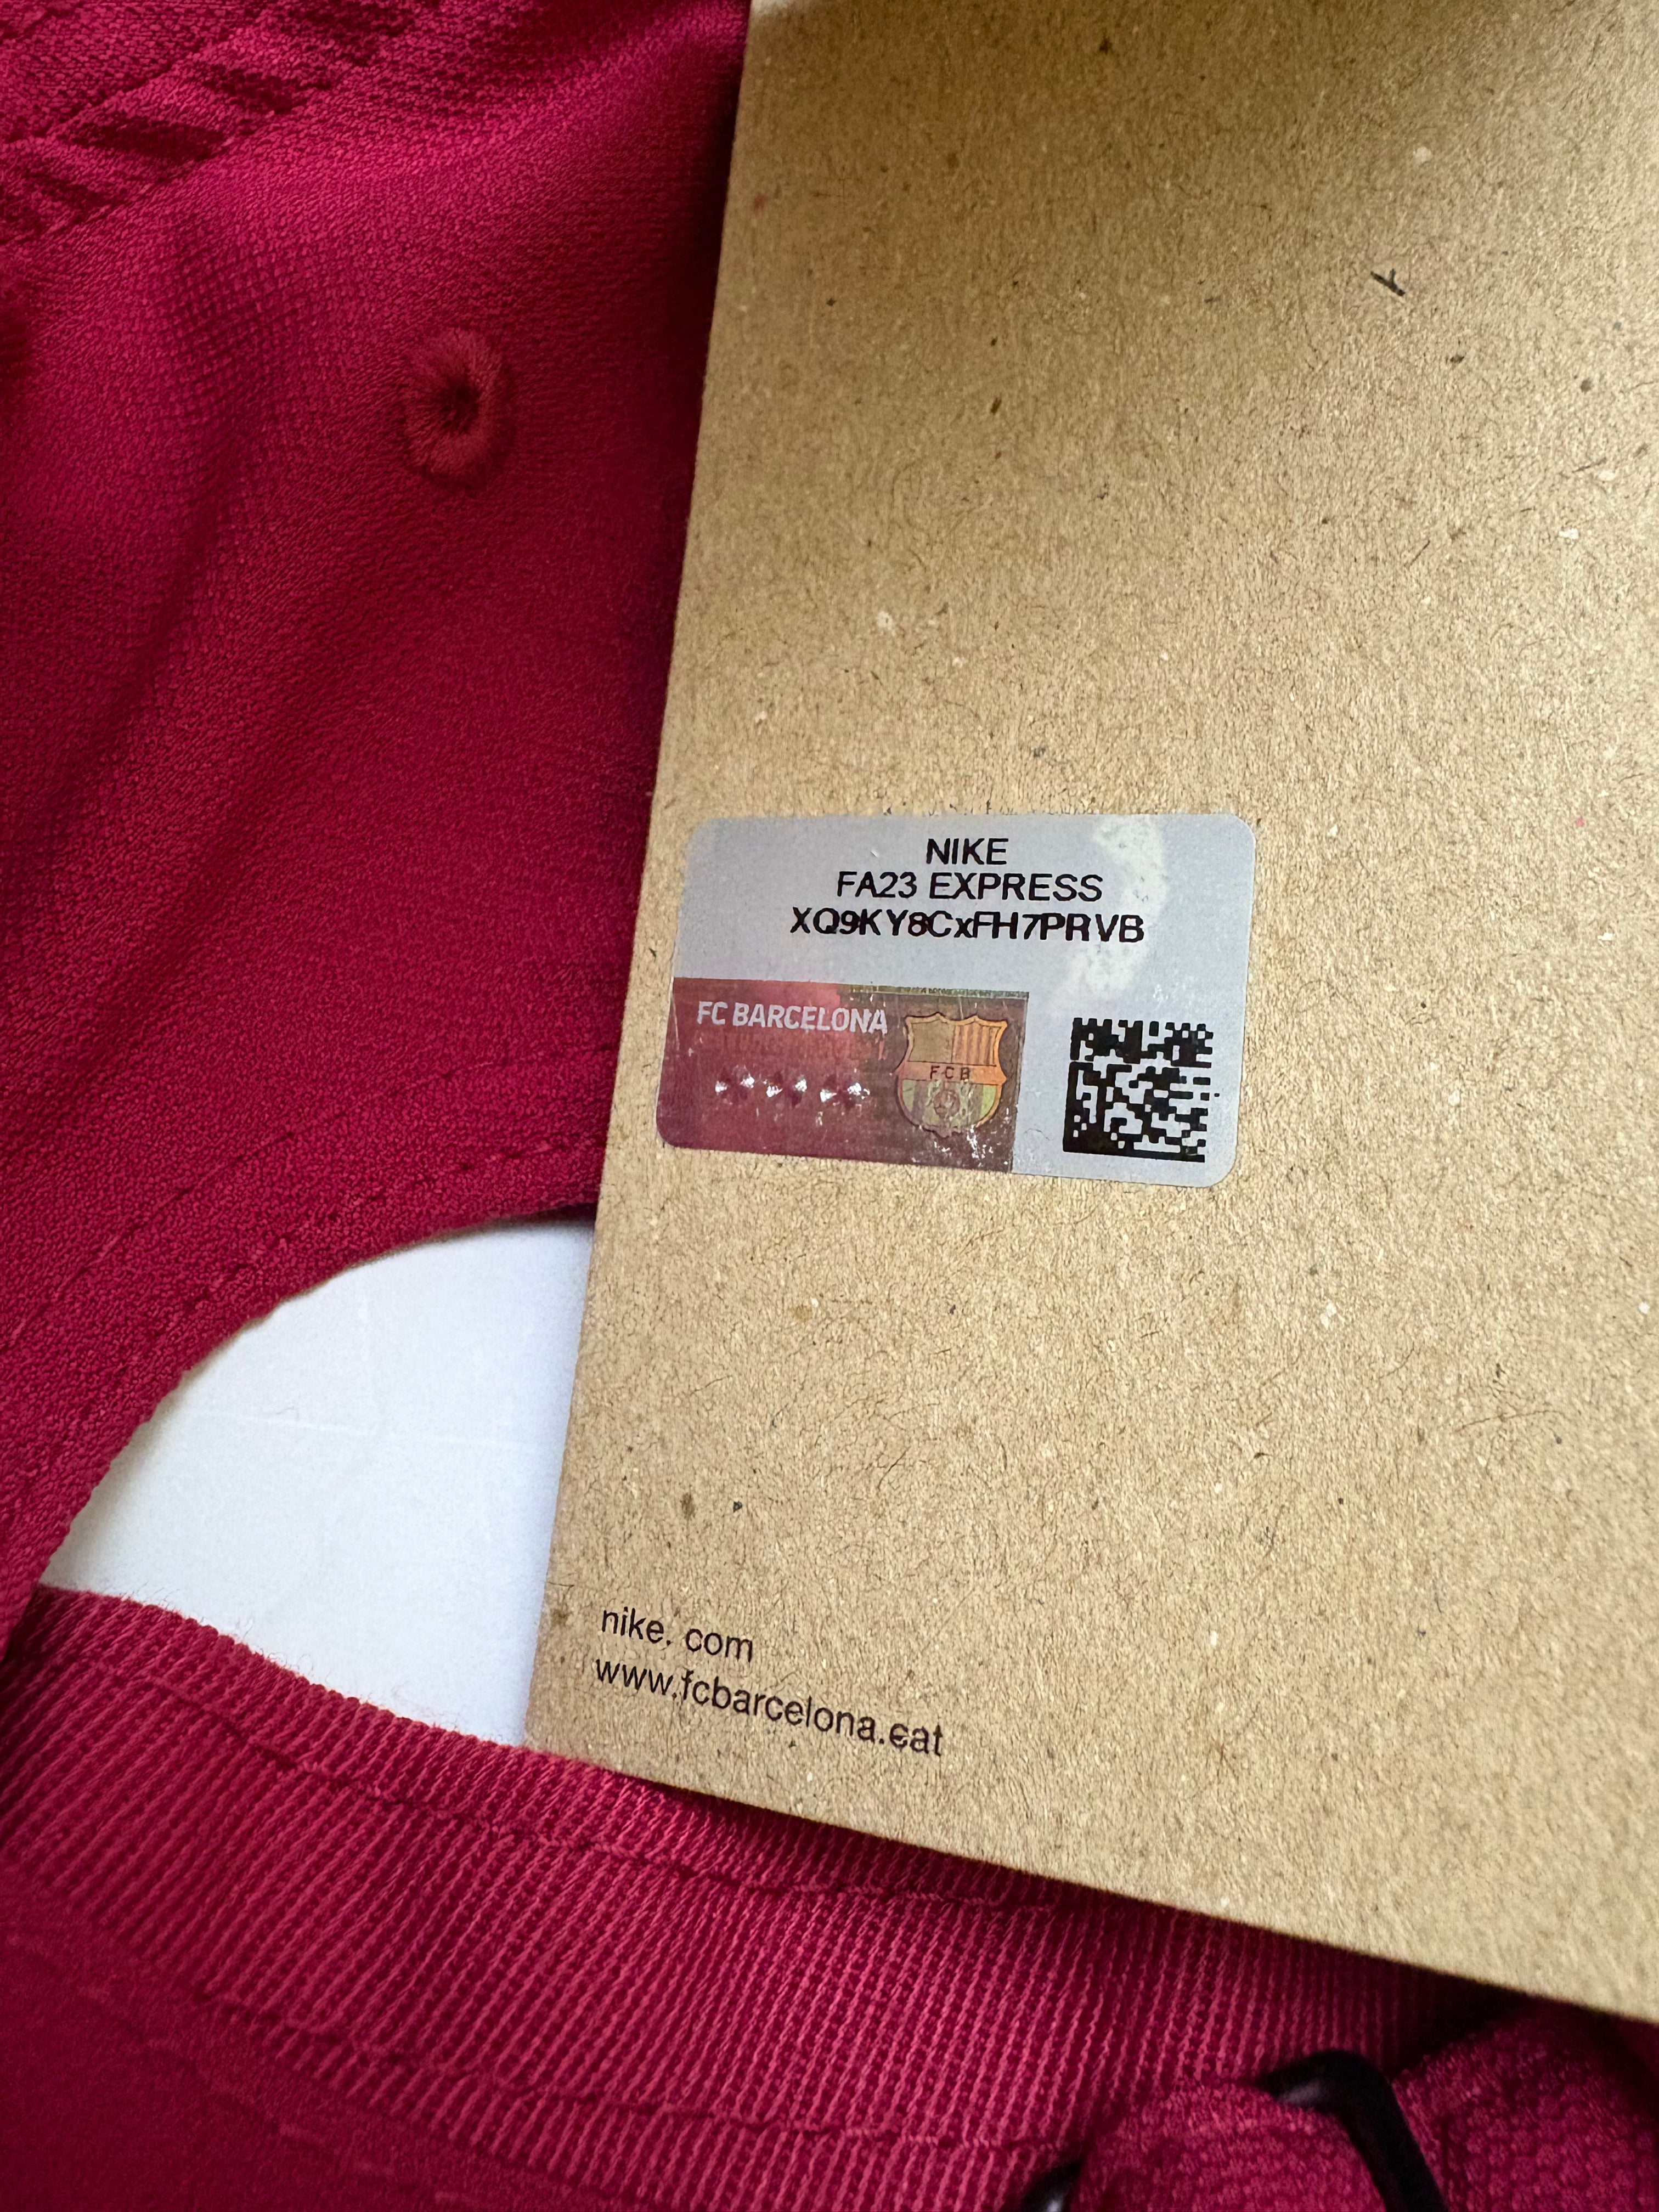 NIKE
FA23 EXPRESS
XQ9KY8CxFH7PRVB
FC BARCELONA
FCB
nike. com
www.fcbarcelona.cat